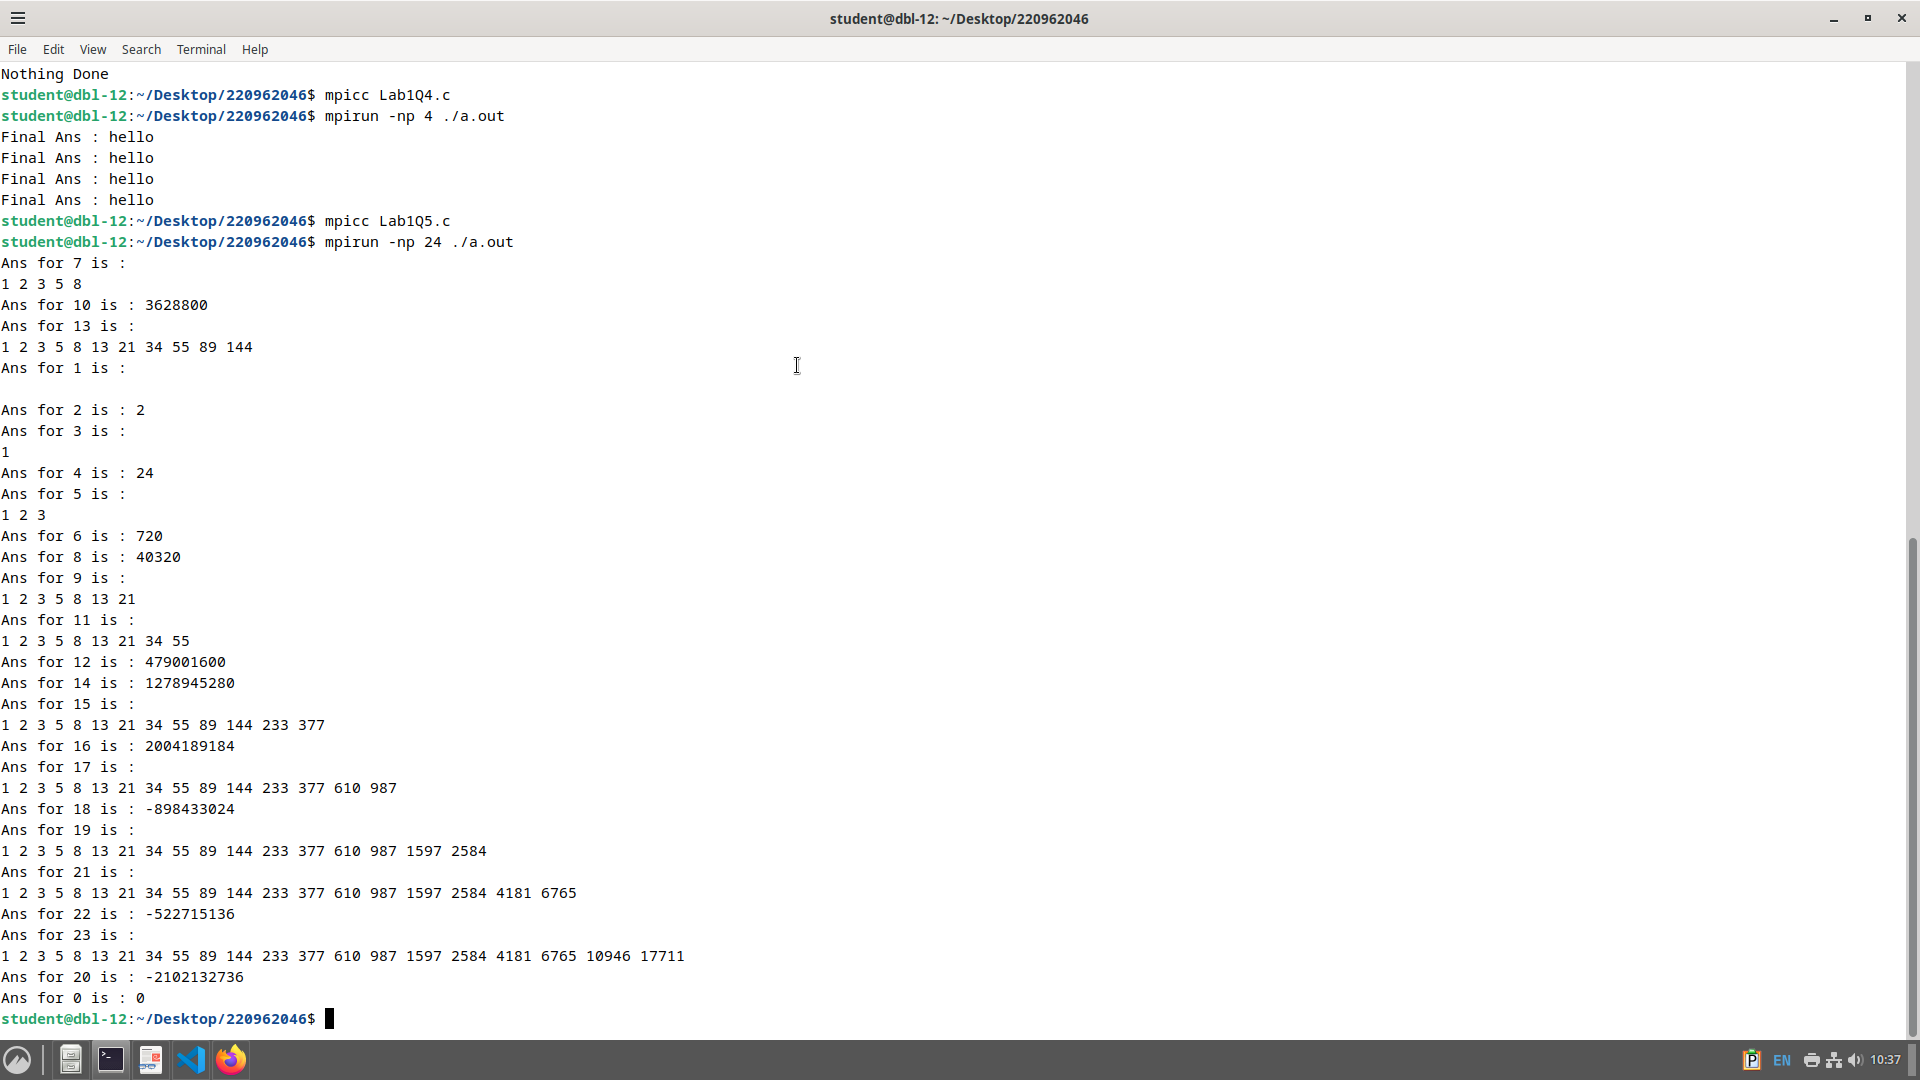 student@dbl-12: ~/Desktop/220962046
File Edit View Search Terminal Help
Nothing Done
student@dbl-12:~/Desktop/220962046$ mpicc Lab1Q4.c
student@dbl-12:~/Desktop/220962046$ mpirun -np 4 ./a.out
Final Ans : hello
Final Ans : hello
Final Ans : hello
Final Ans : hello
student@dbl-12:~/Desktop/220962046$ mpicc Lab1Q5.c
student@dbl-12:~/Desktop/220962046$ mpirun -np 24 ./a.out
Ans for 7 is :
1 2 3 5 8
Ans for 10 is : 3628800
Ans for 13 is :
1 2 3 5 8 13 21 34 55 89 144
Ans for 1 is :
Ans for 2 is : 2
Ans for 3 is :
1
Ans for 4 is : 24
Ans for 5 is :
1 2 3
Ans for 6 is : 720
Ans for 8 is : 40320
Ans for 9 is :
1 2 3 5 8 13 21
Ans for 11 is :
1 2 3 5 8 13 21 34 55
Ans for 12 is : 479001600
Ans for 14 is : 1278945280
Ans for 15 is :
1 2 3 5 8 13 21 34 55 89 144 233 377
Ans for 16 is : 2004189184
Ans for 17 is :
1 2 3 5 8 13 21 34 55 89 144 233 377 610 987
Ans for 18 is : -898433024
Ans for 19 is :
1 2 3 5 8 13 21 34 55 89 144 233 377 610 987 1597 2584
Ans for 21 is :
1 2 3 5 8 13 21 34 55 89 144 233 377 610 987 1597 2584 4181 6765
Ans for 22 is : -522715136
Ans for 23 is :
1 2 3 5 8 13 21 34 55 89 144 233 377 610 987 1597 2584 4181 6765 10946 17711
Ans for 20 is : -2102132736
Ans for 0 is : 0
student@dbl-12:~/Desktop/220962046$
P EN 10:37